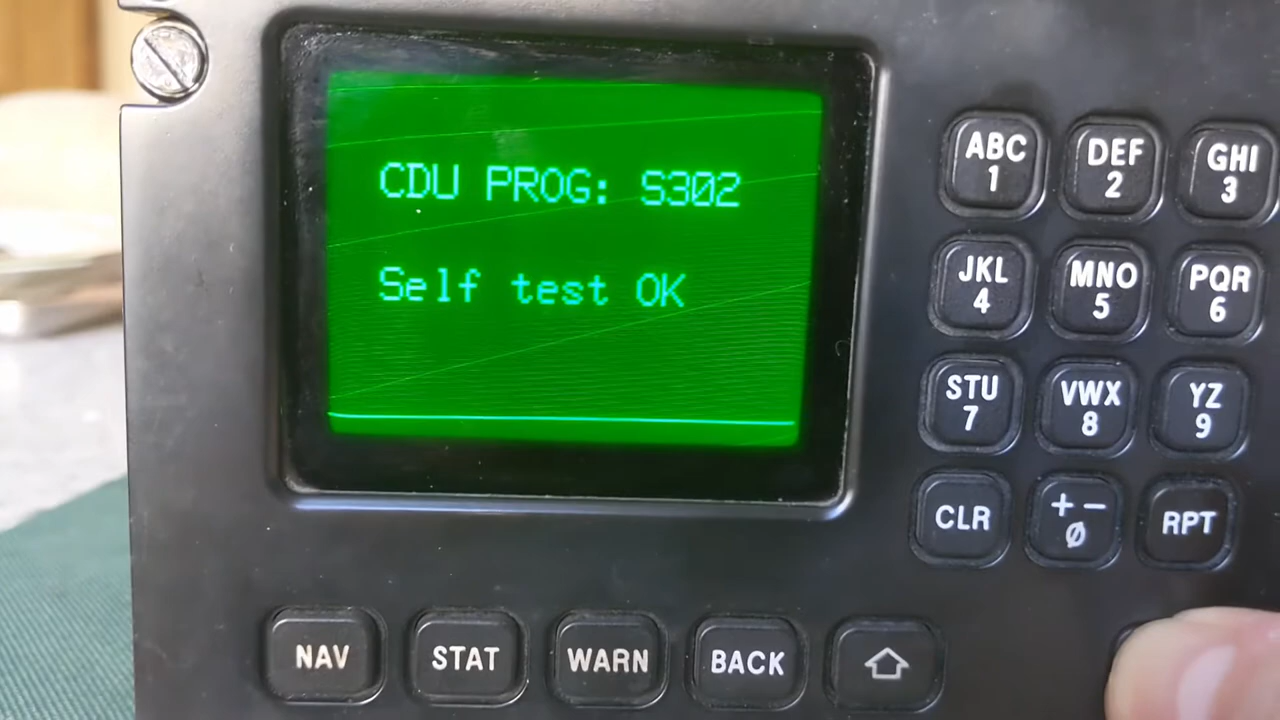 CDU PROG: S302
Self test OK
ABC
1
DEF
2
GHI
3
JKL
4
MNO
5
PQR
6
STU
7
VWX
8
YZ
9
CLR
+ -
0
RPT
NAV
STAT
WARN
BACK